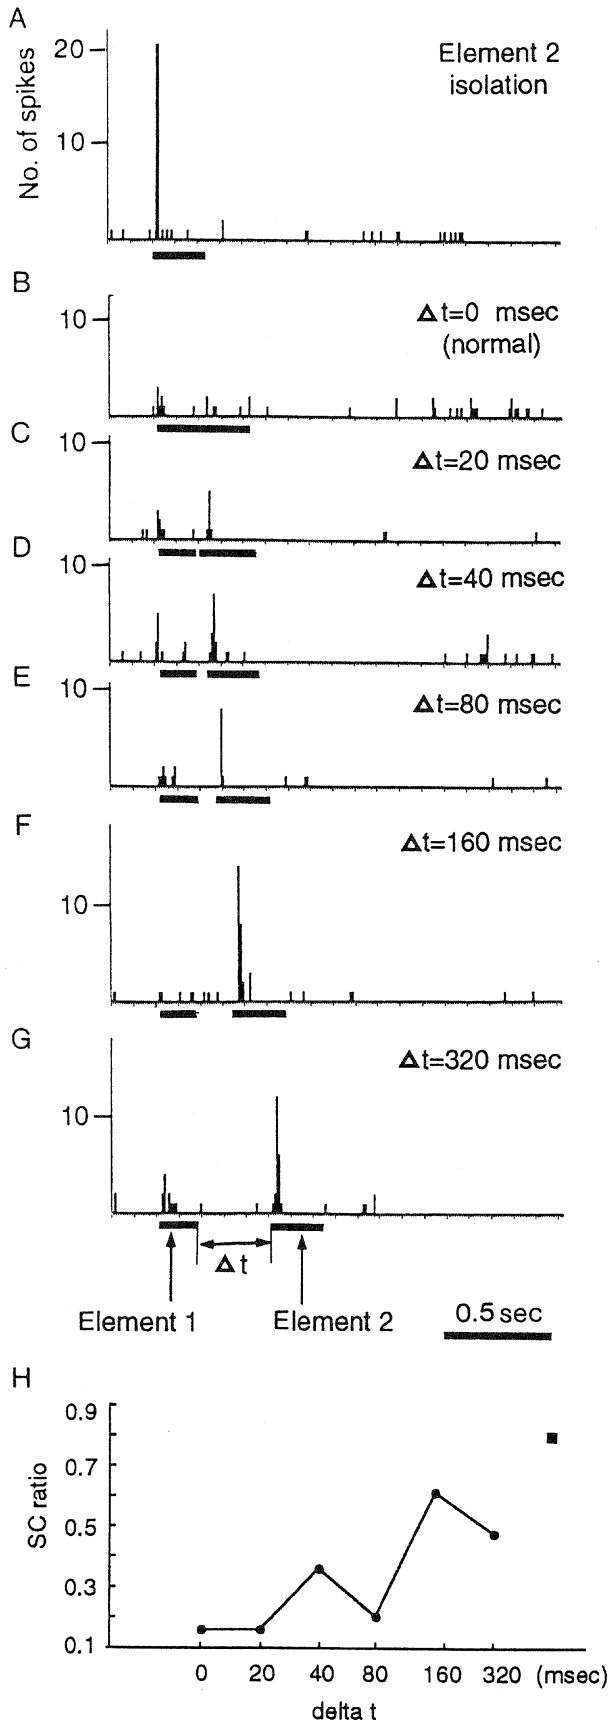 A
No. of spikes
20
10
Element 2
isolation
B
10
Δt=0 msec
(normal)
C
10
Δt=20 msec
D
10
Δt=40 msec
E
10
Δt=80 msec
F
10
Δt=160 msec
G
10
Δt=320 msec
Δt
Element 1
Element 2
0.5 sec
H
SC ratio
0.9
0.7
0.5
0.3
0.1
0 20 40 80 160 320 (msec)
delta t